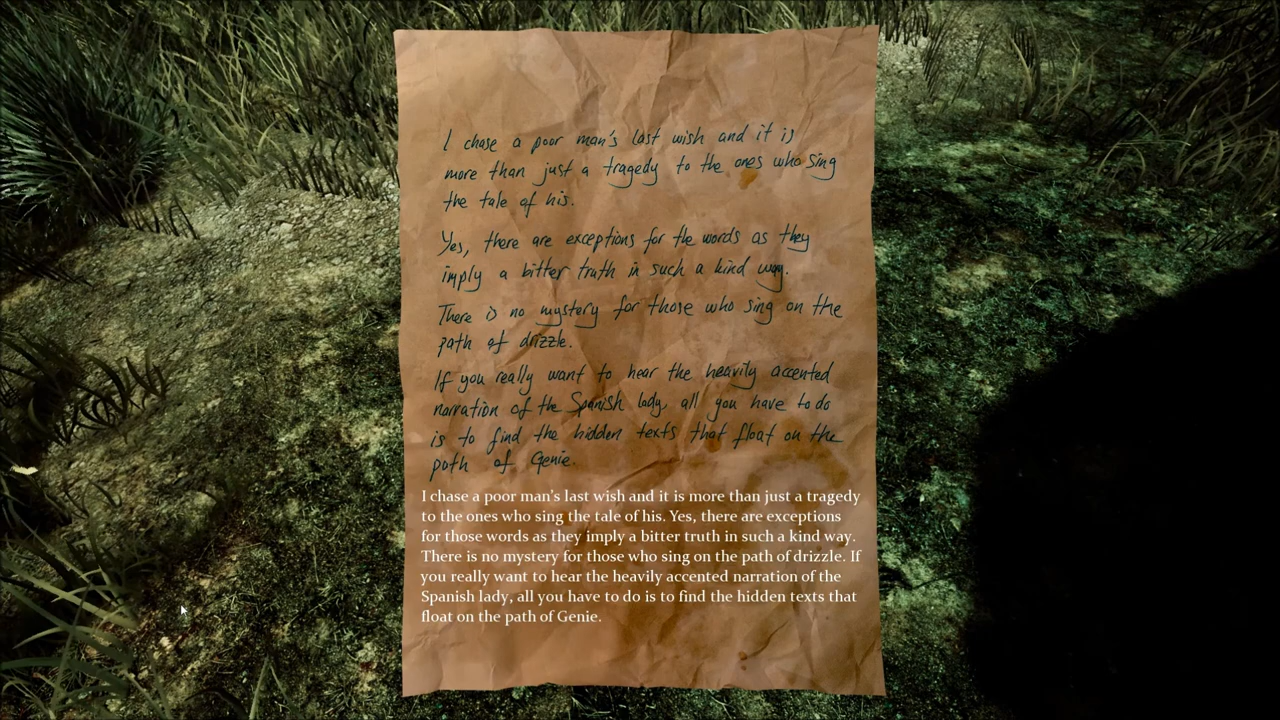 I chase a poor man's last wish and it is
more than just a tragedy to the ones who sing
the tale of his.
Yes, there are exceptions for the words as they
imply a bitter truth in such a kind way.
There is no mystery for those who sing on the
path of drizzle.
If you really want to hear the heavily accented
narration of the Spanish lady, all you have to do
is to find the hidden texts that float on the
path of Genie.
I chase a poor man's last wish and it is more than just a tragedy
to the ones who sing the tale of his. Yes, there are exceptions
for those words as they imply a bitter truth in such a kind way.
There is no mystery for those who sing on the path of drizzle. If
you really want to hear the heavily accented narration of the
Spanish lady, all you have to do is to find the hidden texts that
float on the path of Genie.